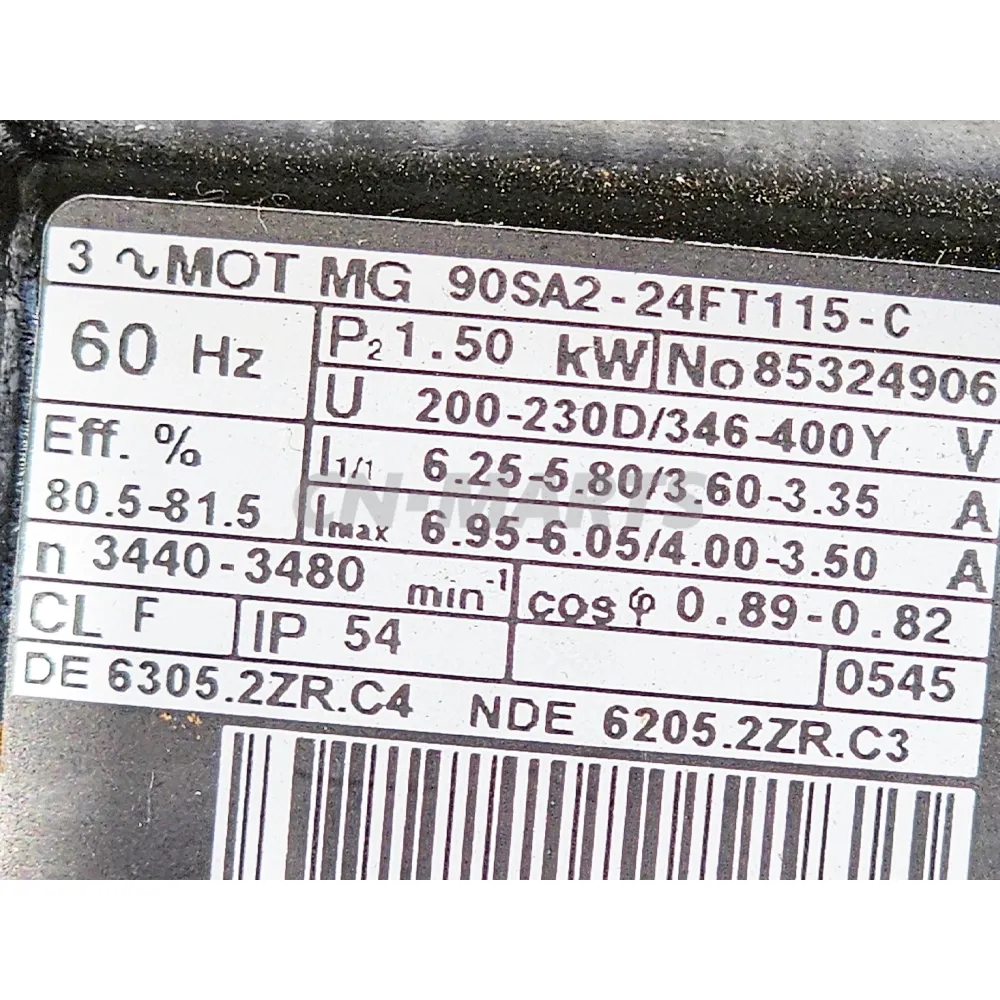 3 ~MOT MG 90SA2-24FT115-C
60 Hz P₂ 1.50 kW No 85324906
U 200-230D/346-400Y V
Eff. % I1/1 6.25-5.80/3.60-3.35 A
80.5-81.5 Imax 6.95-6.05/4.00-3.50 A
n 3440-3480 min⁻¹ cos φ 0.89-0.82
CL F IP 54 0545
DE 6305.2ZR.C4 NDE 6205.2ZR.C3
CN-MARTS